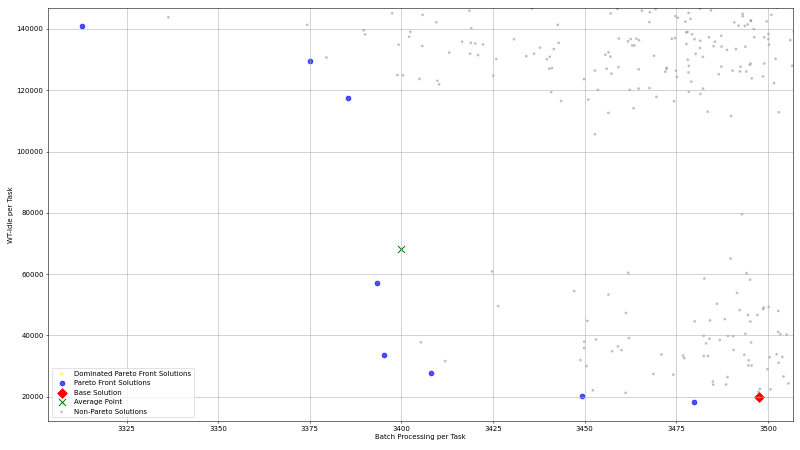 140000
120000
100000
80000
60000
40000
20000
WT-Idle per Task
Dominated Pareto Front Solutions
Pareto Front Solutions
Base Solution
Average Point
Non-Pareto Solutions
3325 3350 3375 3400 3425 3450 3475 3500
Batch Processing per Task